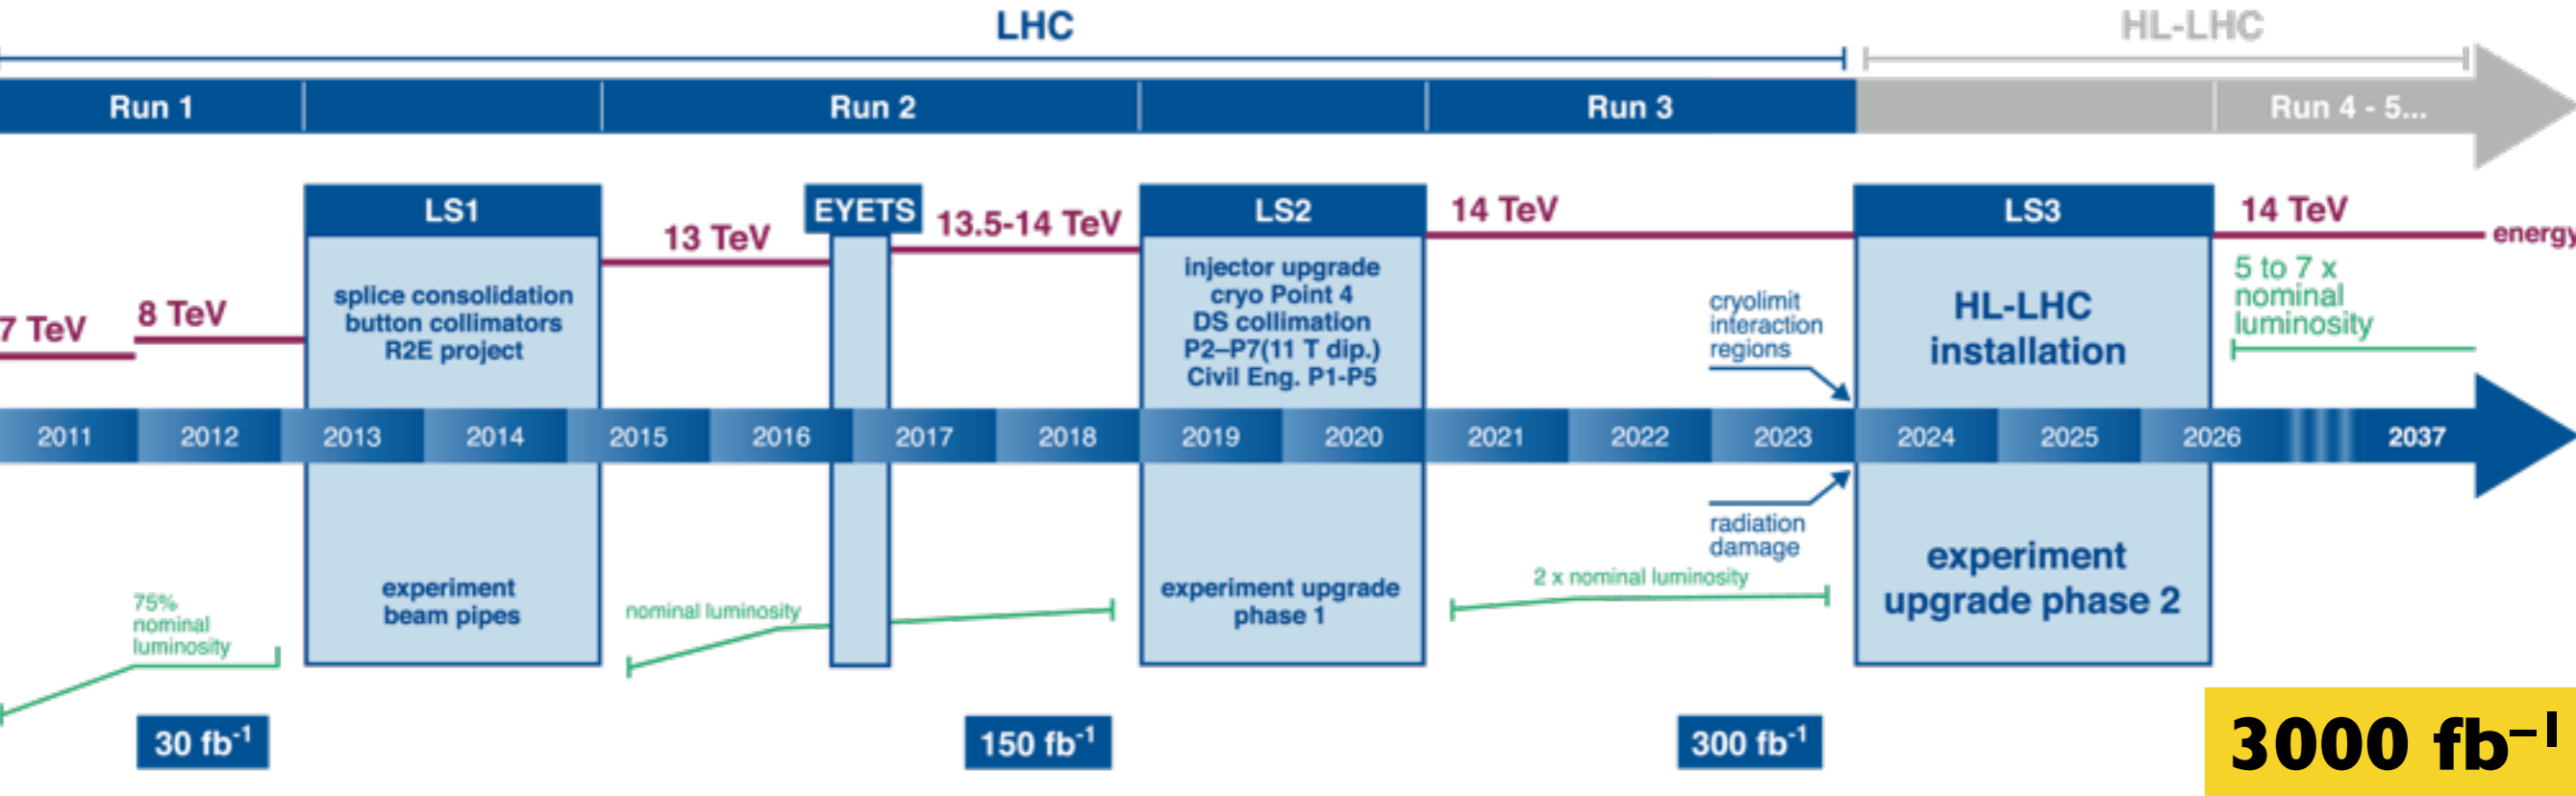 LHC
HL-LHC
Run 1
Run 2
Run 3
Run 4 - 5...
LS1
EYETS
13.5-14 TeV
LS2
14 TeV
LS3
14 TeV
energy
13 TeV
7 TeV
8 TeV
splice consolidation
button collimators
R2E project
injector upgrade
cryo Point 4
DS collimation
P2–P7(11 T dip.)
Civil Eng. P1-P5
cryolimit
interaction
regions
HL-LHC
installation
5 to 7 x
nominal
luminosity
2011
2012
2013
2014
2015
2016
2017
2018
2019
2020
2021
2022
2023
2024
2025
2026
2037
radiation
damage
75%
nominal
luminosity
experiment
beam pipes
nominal luminosity
experiment upgrade
phase 1
2 x nominal luminosity
experiment
upgrade phase 2
30 fb⁻¹
150 fb⁻¹
300 fb⁻¹
3000 fb⁻¹